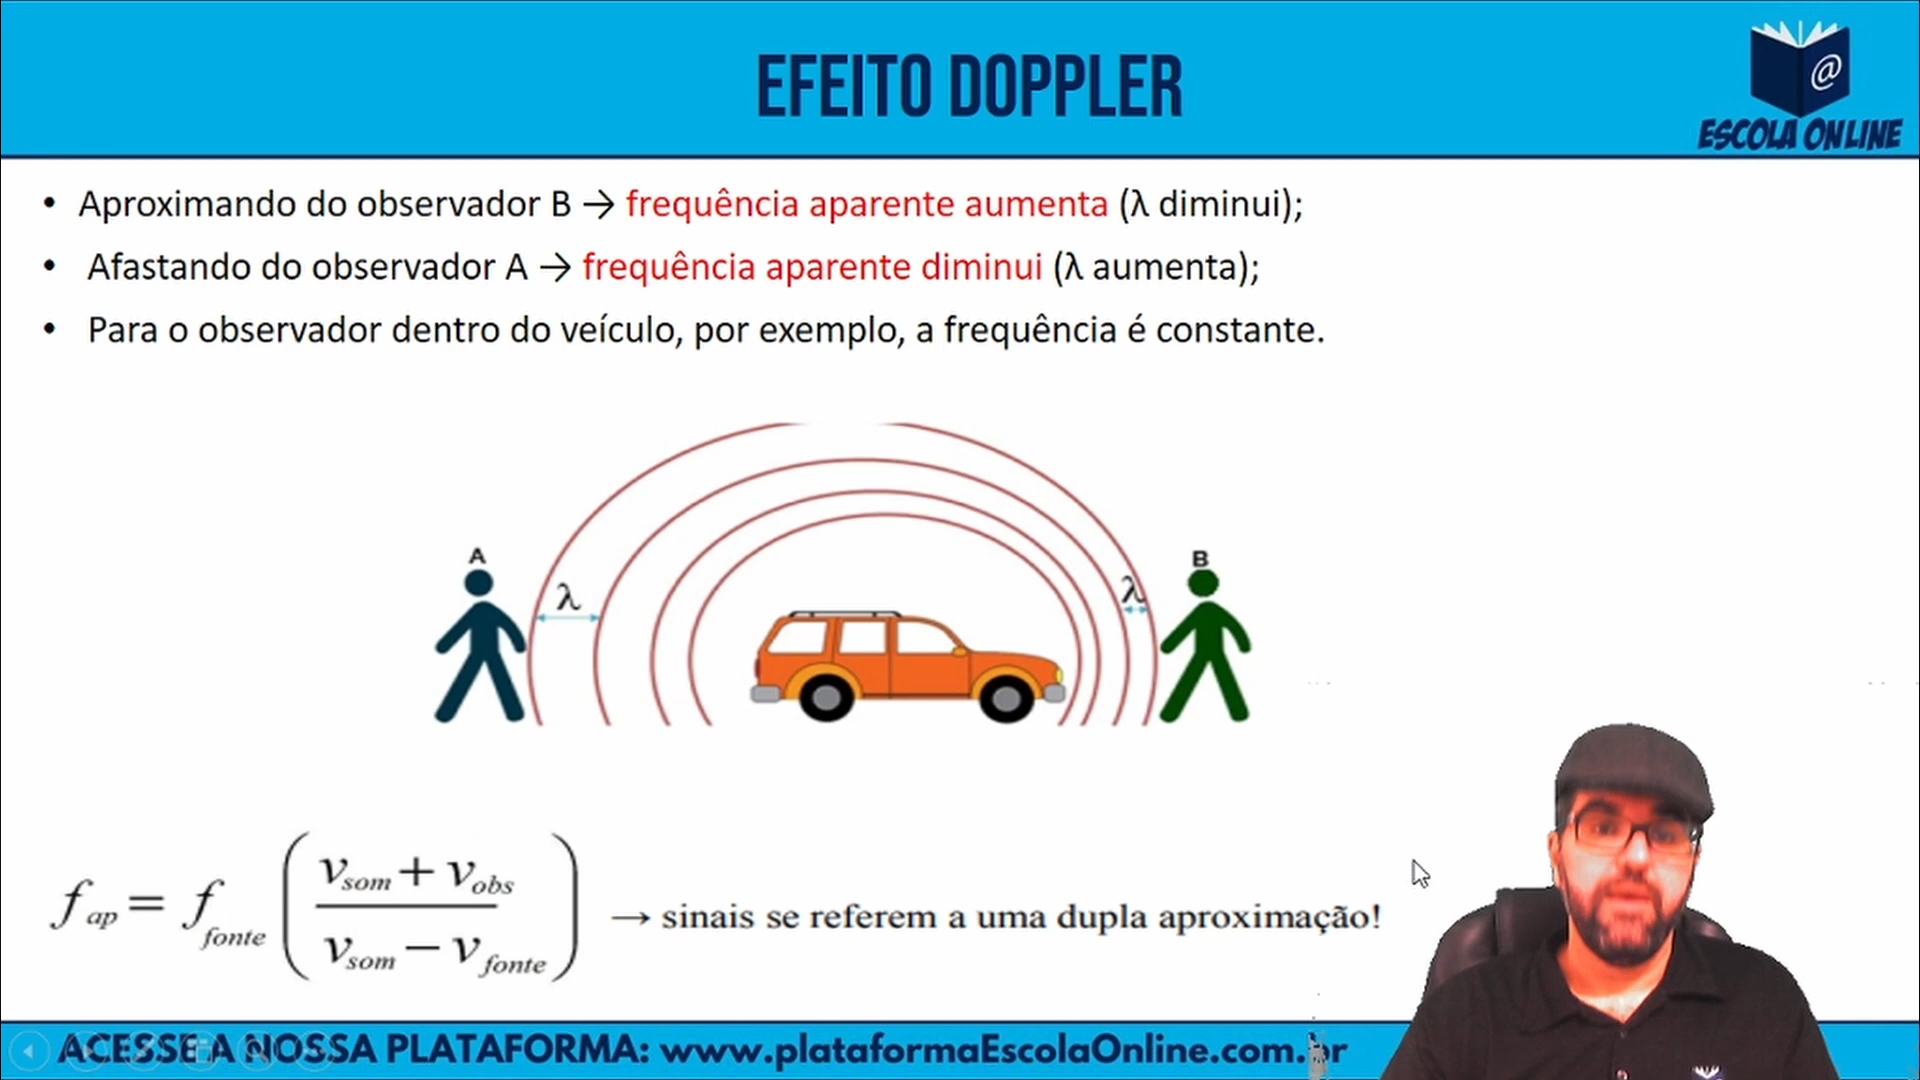 EFEITO DOPPLER
@
ESCOLA ONLINE
• Aproximando do observador B → frequência aparente aumenta (λ diminui);
• Afastando do observador A → frequência aparente diminui (λ aumenta);
• Para o observador dentro do veículo, por exemplo, a frequência é constante.
A
B
λ
λ
f_ap = f_fonte ( (v_som + v_obs) / (v_som − v_fonte) ) → sinais se referem a uma dupla aproximação!
ACESSE A NOSSA PLATAFORMA: www.plataformaEscolaOnline.com.br